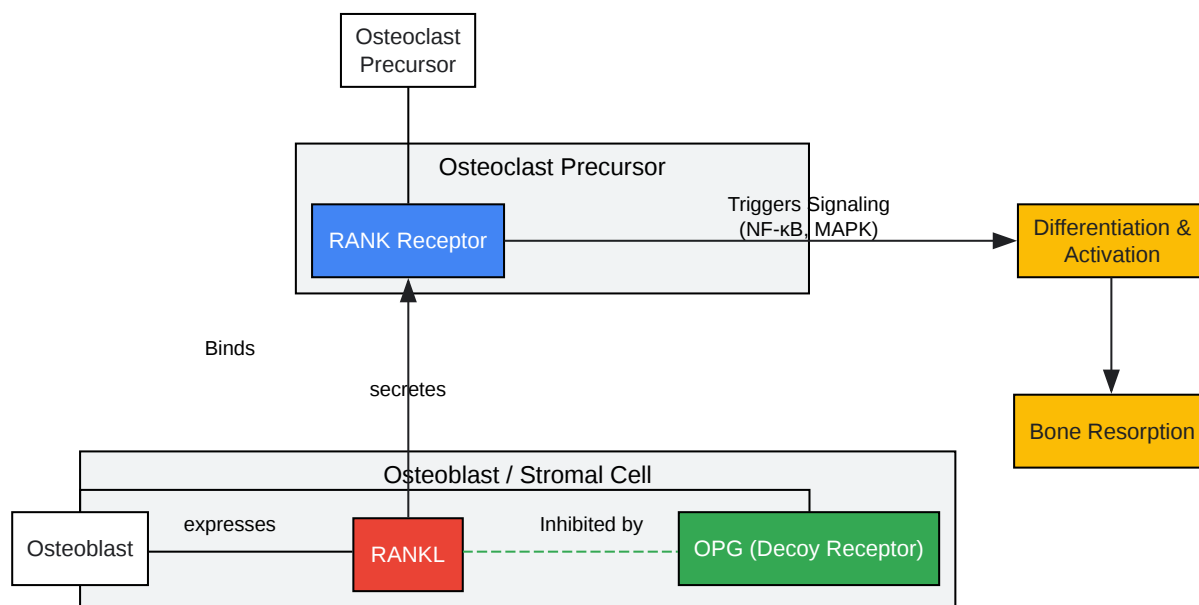 Osteoclast
Precursor
Osteoclast Precursor
RANK Receptor
Triggers Signaling
(NF-κB, MAPK)
Differentiation &
Activation
Binds
secretes
Bone Resorption
Osteoblast / Stromal Cell
Osteoblast
expresses
RANKL
Inhibited by
OPG (Decoy Receptor)